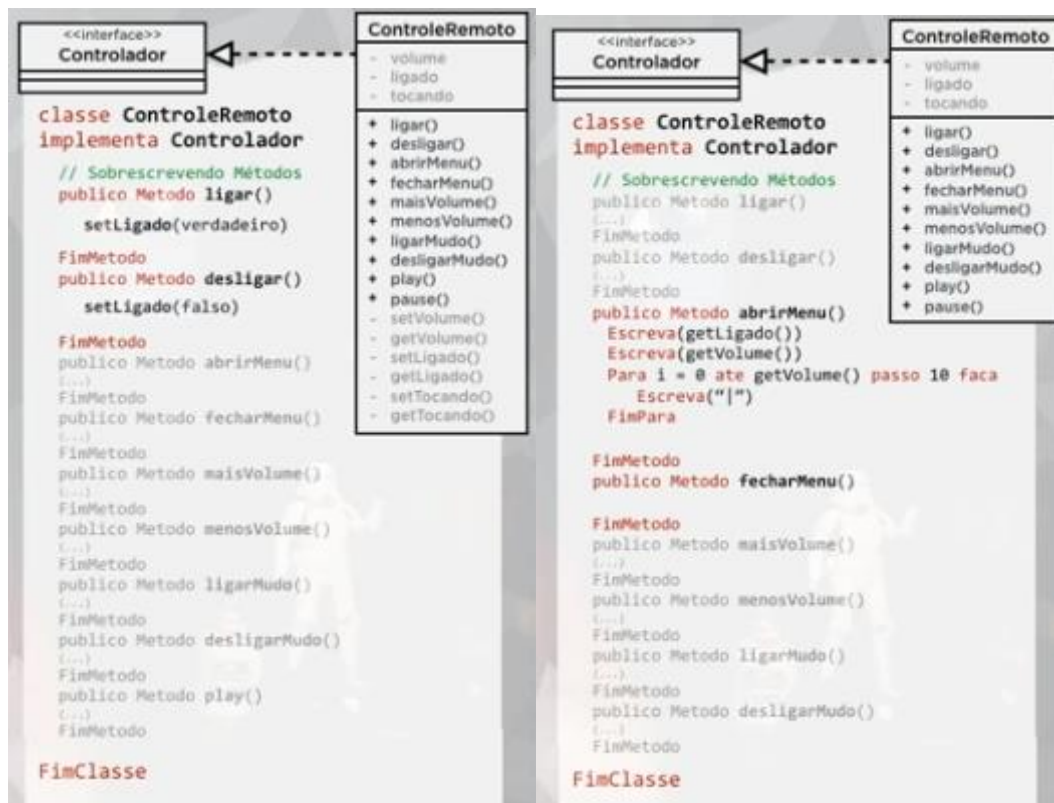 <<interface>>
Controlador
ControleRemoto
- volume
- ligado
- tocando
+ ligar()
+ desligar()
+ abrirMenu()
+ fecharMenu()
+ maisVolume()
+ menosVolume()
+ ligarMudo()
+ desligarMudo()
+ play()
+ pause()
- setVolume()
- getVolume()
- setLigado()
- getLigado()
- setTocando()
- getTocando()
classe ControleRemoto
implementa Controlador
// Sobrescrevendo Métodos
publico Metodo ligar()
setLigado(verdadeiro)
FimMetodo
publico Metodo desligar()
setLigado(falso)
FimMetodo
publico Metodo abrirMenu()
(...)
FimMetodo
publico Metodo fecharMenu()
(...)
FimMetodo
publico Metodo maisVolume()
(...)
FimMetodo
publico Metodo menosVolume()
(...)
FimMetodo
publico Metodo ligarMudo()
(...)
FimMetodo
publico Metodo desligarMudo()
(...)
FimMetodo
publico Metodo play()
(...)
FimMetodo
FimClasse
<<interface>>
Controlador
ControleRemoto
- volume
- ligado
- tocando
+ ligar()
+ desligar()
+ abrirMenu()
+ fecharMenu()
+ maisVolume()
+ menosVolume()
+ ligarMudo()
+ desligarMudo()
+ play()
+ pause()
classe ControleRemoto
implementa Controlador
// Sobrescrevendo Métodos
publico Metodo ligar()
(...)
FimMetodo
publico Metodo desligar()
(...)
FimMetodo
publico Metodo abrirMenu()
Escreva(getLigado())
Escreva(getVolume())
Para i = 0 ate getVolume() passo 10 faca
Escreva("|")
FimPara
FimMetodo
publico Metodo fecharMenu()
FimMetodo
publico Metodo maisVolume()
(...)
FimMetodo
publico Metodo menosVolume()
(...)
FimMetodo
publico Metodo ligarMudo()
(...)
FimMetodo
publico Metodo desligarMudo()
(...)
FimMetodo
FimClasse